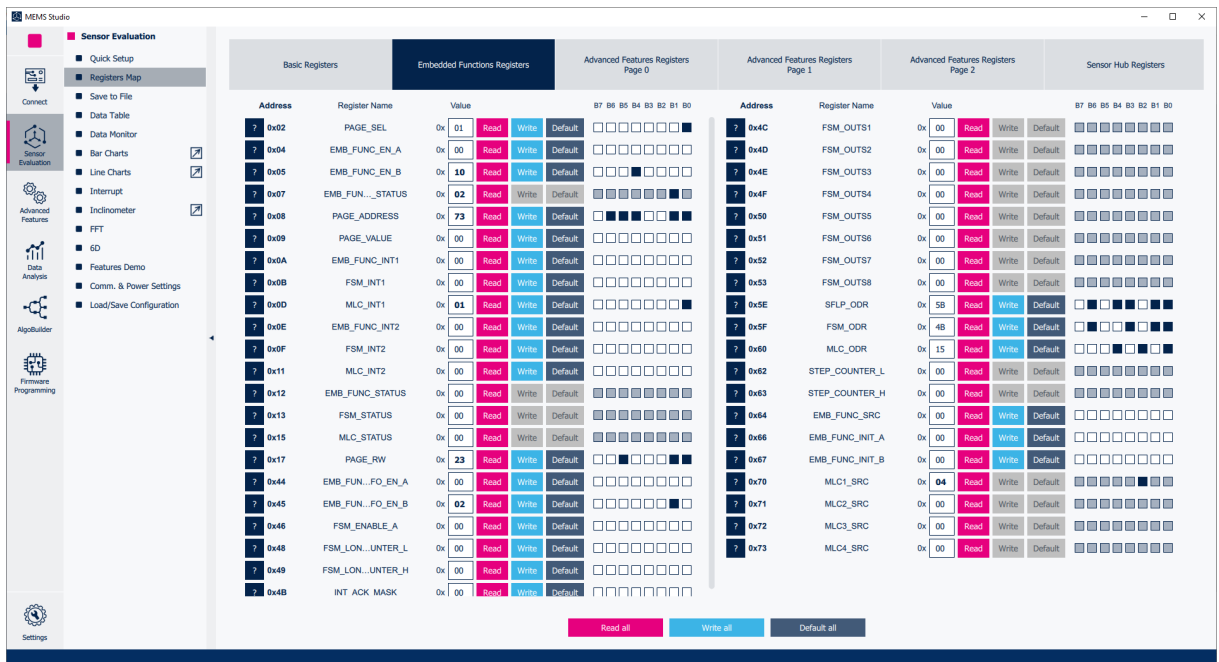 MEMS Studio
Connect
Sensor Evaluation
Advanced Features
Data Analysis
AlgoBuilder
Firmware Programming
Settings
Sensor Evaluation
Quick Setup
Registers Map
Save to File
Data Table
Data Monitor
Bar Charts
Line Charts
Interrupt
Inclinometer
FFT
6D
Features Demo
Comm. & Power Settings
Load/Save Configuration
Basic Registers
Embedded Functions Registers
Advanced Features Registers Page 0
Advanced Features Registers Page 1
Advanced Features Registers Page 2
Sensor Hub Registers
Address Register Name Value B7 B6 B5 B4 B3 B2 B1 B0
? 0x02 PAGE_SEL 0x 01 Read Write Default
? 0x04 EMB_FUNC_EN_A 0x 00 Read Write Default
? 0x05 EMB_FUNC_EN_B 0x 10 Read Write Default
? 0x07 EMB_FUN..._STATUS 0x 02 Read Write Default
? 0x08 PAGE_ADDRESS 0x 73 Read Write Default
? 0x09 PAGE_VALUE 0x 00 Read Write Default
? 0x0A EMB_FUNC_INT1 0x 00 Read Write Default
? 0x0B FSM_INT1 0x 00 Read Write Default
? 0x0D MLC_INT1 0x 01 Read Write Default
? 0x0E EMB_FUNC_INT2 0x 00 Read Write Default
? 0x0F FSM_INT2 0x 00 Read Write Default
? 0x11 MLC_INT2 0x 00 Read Write Default
? 0x12 EMB_FUNC_STATUS 0x 00 Read Write Default
? 0x13 FSM_STATUS 0x 00 Read Write Default
? 0x15 MLC_STATUS 0x 00 Read Write Default
? 0x17 PAGE_RW 0x 23 Read Write Default
? 0x44 EMB_FUN...FO_EN_A 0x 00 Read Write Default
? 0x45 EMB_FUN...FO_EN_B 0x 02 Read Write Default
? 0x46 FSM_ENABLE_A 0x 00 Read Write Default
? 0x48 FSM_LON...UNTER_L 0x 00 Read Write Default
? 0x49 FSM_LON...UNTER_H 0x 00 Read Write Default
? 0x4B INT_ACK_MASK 0x 00 Read Write Default
Address Register Name Value B7 B6 B5 B4 B3 B2 B1 B0
? 0x4C FSM_OUTS1 0x 00 Read Write Default
? 0x4D FSM_OUTS2 0x 00 Read Write Default
? 0x4E FSM_OUTS3 0x 00 Read Write Default
? 0x4F FSM_OUTS4 0x 00 Read Write Default
? 0x50 FSM_OUTS5 0x 00 Read Write Default
? 0x51 FSM_OUTS6 0x 00 Read Write Default
? 0x52 FSM_OUTS7 0x 00 Read Write Default
? 0x53 FSM_OUTS8 0x 00 Read Write Default
? 0x5E SFLP_ODR 0x 5B Read Write Default
? 0x5F FSM_ODR 0x 4B Read Write Default
? 0x60 MLC_ODR 0x 15 Read Write Default
? 0x62 STEP_COUNTER_L 0x 00 Read Write Default
? 0x63 STEP_COUNTER_H 0x 00 Read Write Default
? 0x64 EMB_FUNC_SRC 0x 00 Read Write Default
? 0x66 EMB_FUNC_INIT_A 0x 00 Read Write Default
? 0x67 EMB_FUNC_INIT_B 0x 00 Read Write Default
? 0x70 MLC1_SRC 0x 04 Read Write Default
? 0x71 MLC2_SRC 0x 00 Read Write Default
? 0x72 MLC3_SRC 0x 00 Read Write Default
? 0x73 MLC4_SRC 0x 00 Read Write Default
Read all
Write all
Default all